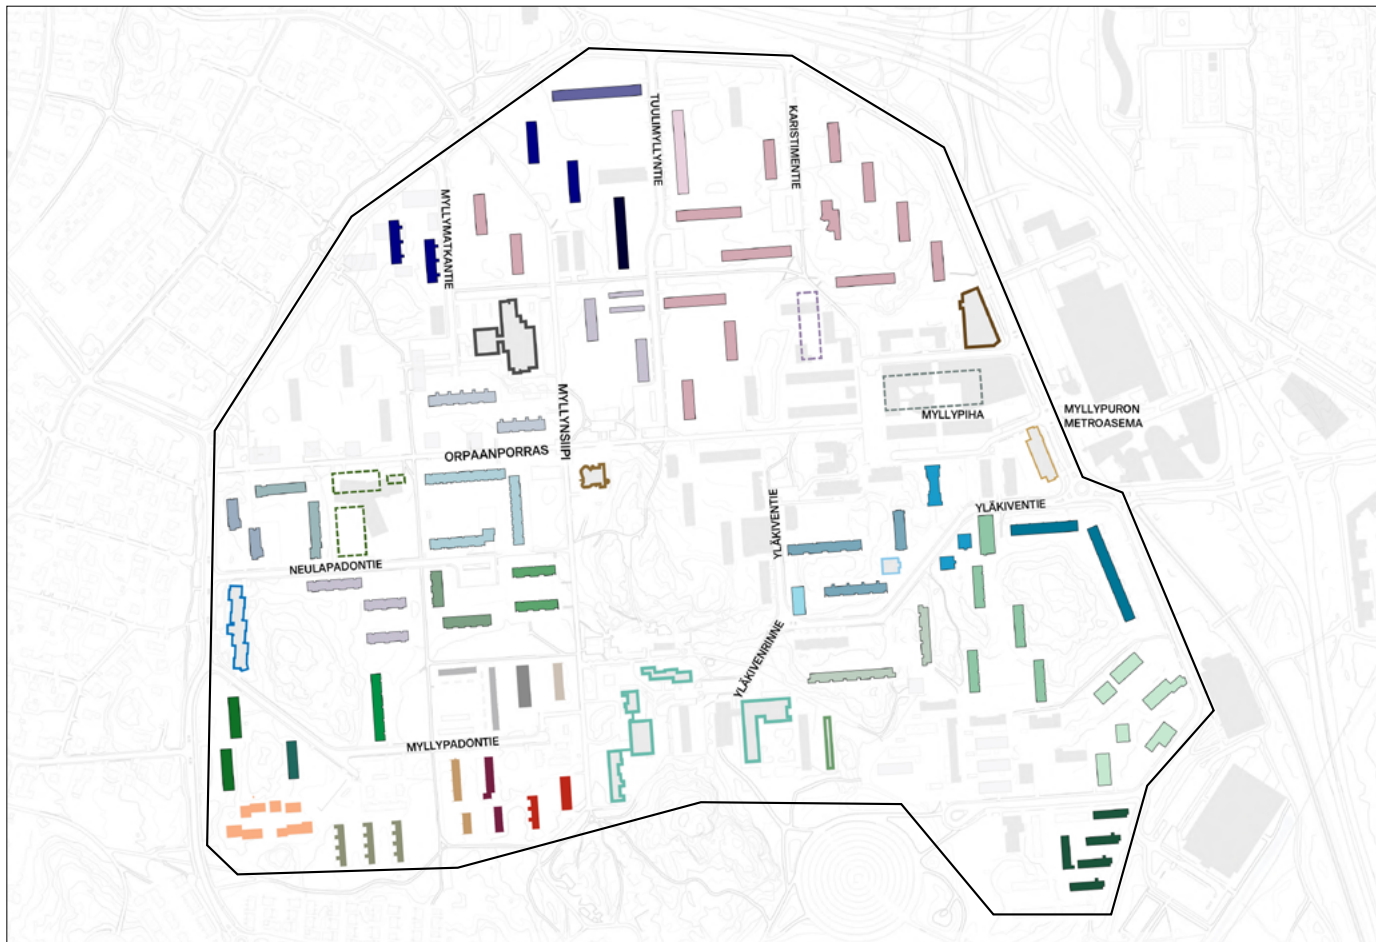 TUULIMYLLYNTIE
KARISTIMENTIE
MYLLYMATKANTIE
MYLLYNSIIPI
MYLLYPIHA
MYLLYPURON
METROASEMA
ORPAANPORRAS
YLÄKIVENTIE
YLÄKIVENTIE
NEULAPADONTIE
YLÄKIVENRINNE
MYLLYPADONTIE